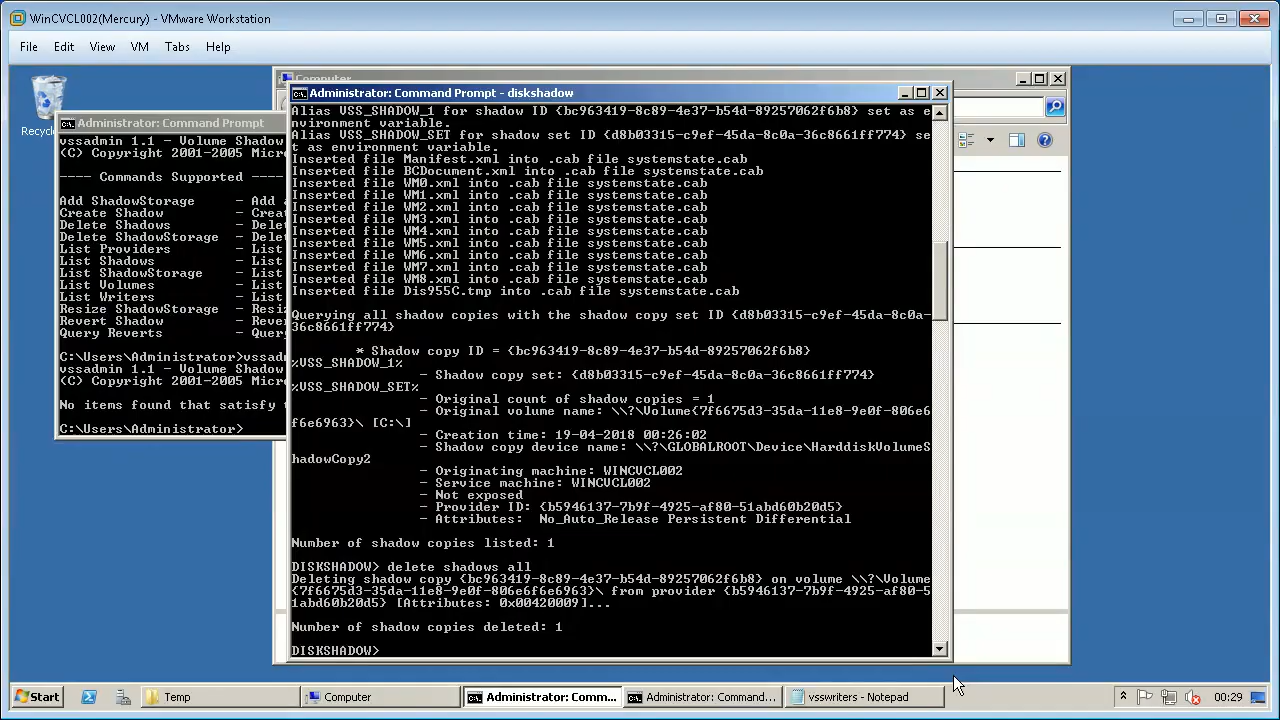 WinCVCL002(Mercury) - VMware Workstation
File Edit View VM Tabs Help
Computer
Administrator: Command Prompt - diskshadow
Alias VSS_SHADOW_1 for shadow ID {bc963419-8c89-4e37-b54d-89257062f6b8} set as e
nvironment variable.
Alias VSS_SHADOW_SET for shadow set ID {d8b03315-c9ef-45da-8c0a-36c8661ff774} se
t as environment variable.
Inserted file Manifest.xml into .cab file systemstate.cab
Inserted file BCDocument.xml into .cab file systemstate.cab
Inserted file WM0.xml into .cab file systemstate.cab
Inserted file WM1.xml into .cab file systemstate.cab
Inserted file WM2.xml into .cab file systemstate.cab
Inserted file WM3.xml into .cab file systemstate.cab
Inserted file WM4.xml into .cab file systemstate.cab
Inserted file WM5.xml into .cab file systemstate.cab
Inserted file WM6.xml into .cab file systemstate.cab
Inserted file WM7.xml into .cab file systemstate.cab
Inserted file WM8.xml into .cab file systemstate.cab
Inserted file Dis955C.tmp into .cab file systemstate.cab
Querying all shadow copies with the shadow copy set ID {d8b03315-c9ef-45da-8c0a-
36c8661ff774}
* Shadow copy ID = {bc963419-8c89-4e37-b54d-89257062f6b8}
%VSS_SHADOW_1%
- Shadow copy set: {d8b03315-c9ef-45da-8c0a-36c8661ff774}
%VSS_SHADOW_SET%
- Original count of shadow copies = 1
- Original volume name: \\?\Volume{7f6675d3-35da-11e8-9e0f-806e6
f6e6963}\ [C:\]
- Creation time: 19-04-2018 00:26:02
- Shadow copy device name: \\?\GLOBALROOT\Device\HarddiskVolumeS
hadowCopy2
- Originating machine: WINCVCL002
- Service machine: WINCVCL002
- Not exposed
- Provider ID: {b5946137-7b9f-4925-af80-51abd60b20d5}
- Attributes: No_Auto_Release Persistent Differential
Number of shadow copies listed: 1
DISKSHADOW> delete shadows all
Deleting shadow copy {bc963419-8c89-4e37-b54d-89257062f6b8} on volume \\?\Volume
{7f6675d3-35da-11e8-9e0f-806e6f6e6963}\ from provider {b5946137-7b9f-4925-af80-5
1abd60b20d5} [Attributes: 0x00420009]...
Number of shadow copies deleted: 1
DISKSHADOW>
Recycle
Administrator: Command Prompt
vssadmin 1.1 - Volume Shadow
(C) Copyright 2001-2005 Micr
---- Commands Supported ----
Add ShadowStorage - Add
Create Shadow - Crea
Delete Shadows - Dele
Delete ShadowStorage - Dele
List Providers - List
List Shadows - List
List ShadowStorage - List
List Volumes - List
List Writers - List
Resize ShadowStorage - Resi
Revert Shadow - Reve
Query Reverts - Quer
C:\Users\Administrator>vssad
vssadmin 1.1 - Volume Shadow
(C) Copyright 2001-2005 Micr
No items found that satisfy t
C:\Users\Administrator>
Start Temp Computer Administrator: Comm... Administrator: Command... vsswriters - Notepad 00:29